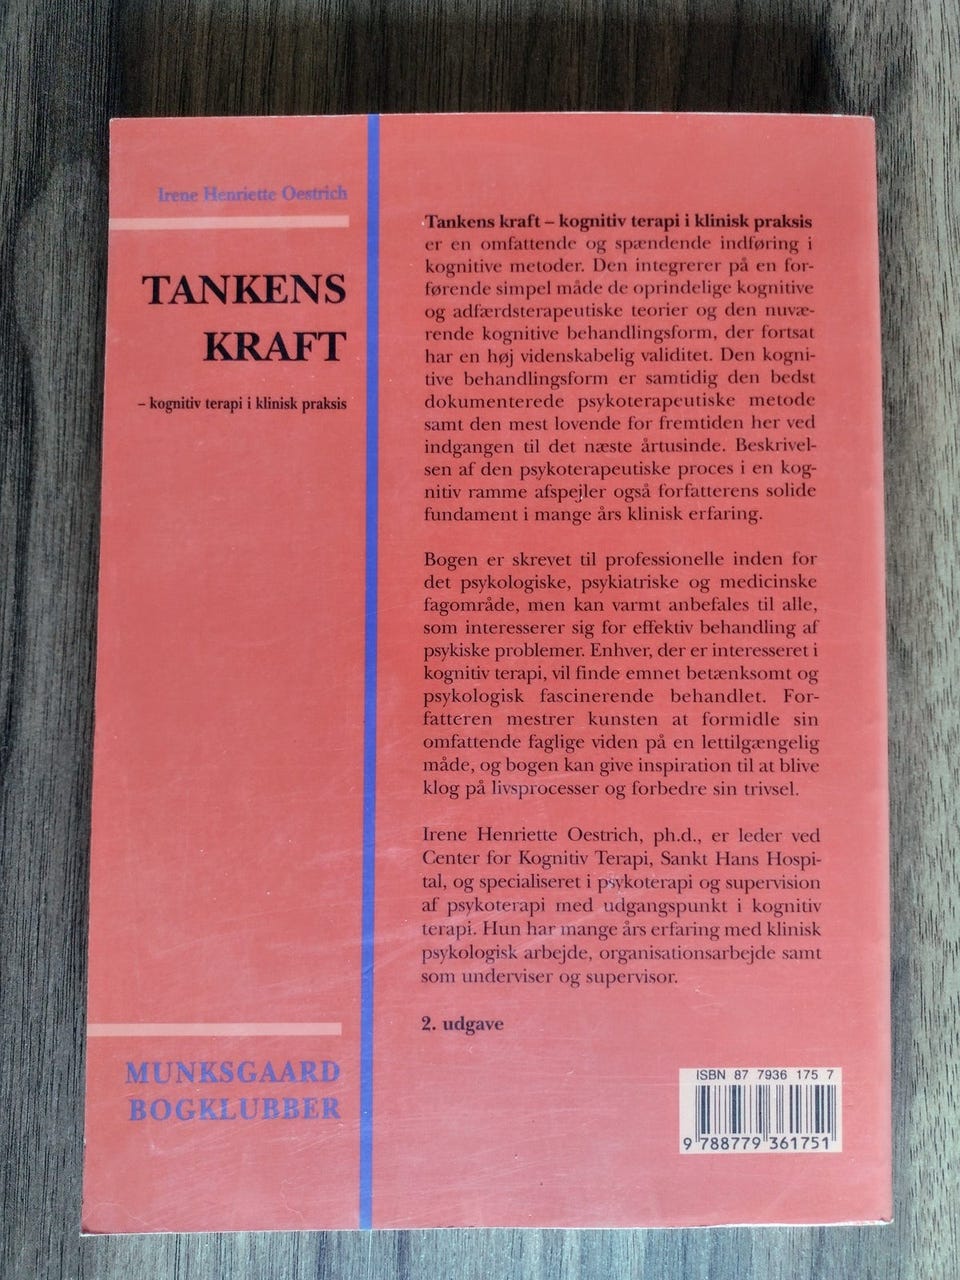 Irene Henriette Oestrich
TANKENS
KRAFT
– kognitiv terapi i klinisk praksis
Tankens kraft – kognitiv terapi i klinisk praksis
er en omfattende og spændende indføring i
kognitive metoder. Den integrerer på en for-
førende simpel måde de oprindelige kognitive
og adfærdsterapeutiske teorier og den nuvæ-
rende kognitive behandlingsform, der fortsat
har en høj videnskabelig validitet. Den kogni-
tive behandlingsform er samtidig den bedst
dokumenterede psykoterapeutiske metode
samt den mest lovende for fremtiden her ved
indgangen til det næste årtusinde. Beskrivel-
sen af den psykoterapeutiske proces i en kog-
nitiv ramme afspejler også forfatterens solide
fundament i mange års klinisk erfaring.
Bogen er skrevet til professionelle inden for
det psykologiske, psykiatriske og medicinske
fagområde, men kan varmt anbefales til alle,
som interesserer sig for effektiv behandling af
psykiske problemer. Enhver, der er interesseret i
kognitiv terapi, vil finde emnet betænksomt og
psykologisk fascinerende behandlet. For-
fatteren mestrer kunsten at formidle sin
omfattende faglige viden på en lettilgængelig
måde, og bogen kan give inspiration til at blive
klog på livsprocesser og forbedre sin trivsel.
Irene Henriette Oestrich, ph.d., er leder ved
Center for Kognitiv Terapi, Sankt Hans Hospi-
tal, og specialiseret i psykoterapi og supervision
af psykoterapi med udgangspunkt i kognitiv
terapi. Hun har mange års erfaring med klinisk
psykologisk arbejde, organisationsarbejde samt
som underviser og supervisor.
2. udgave
MUNKSGAARD
BOGKLUBBER
ISBN 87 7936 175 7
9 788779 361751